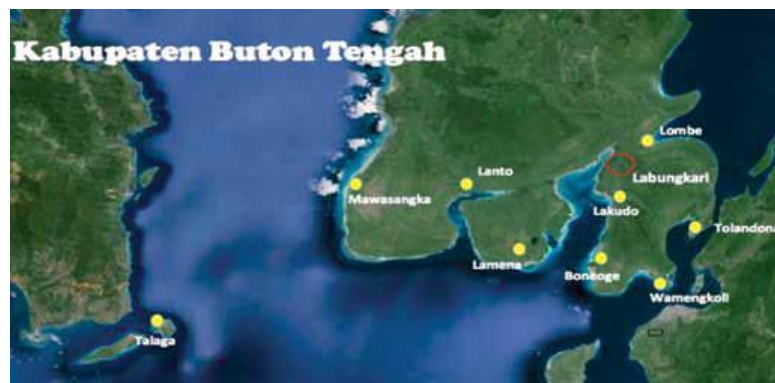 Kabupaten Buton Tengah
Lombe
Lanto
Labungkari
Mawasangka
Lakudo
Tolandona
Lamena
Boneoge
Wamengkoli
Talaga